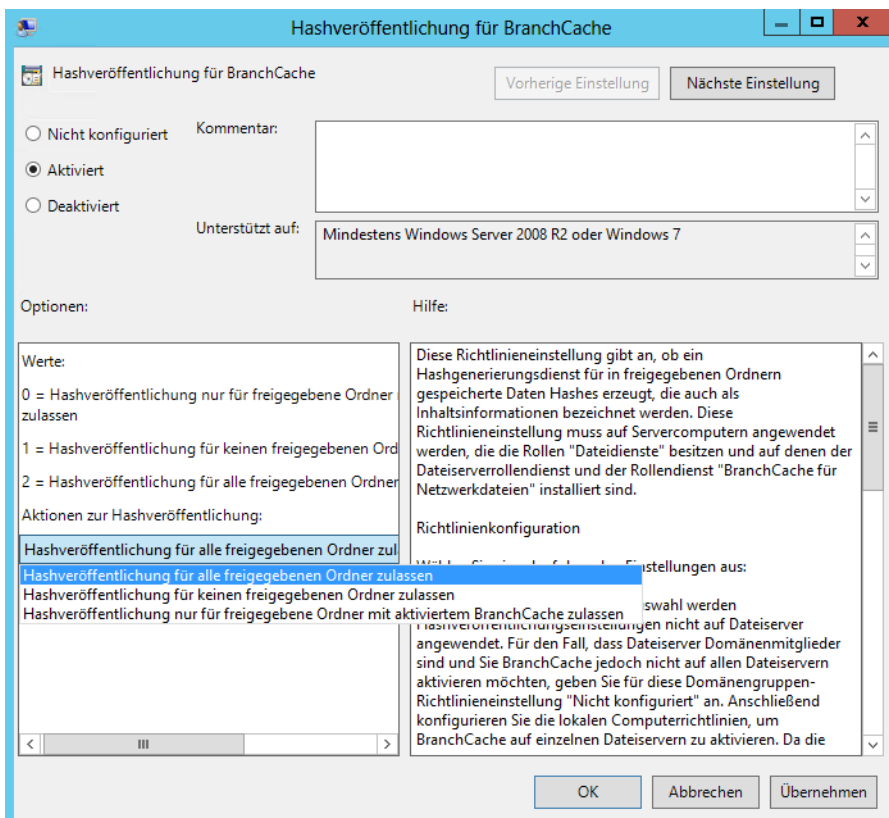 Hashveröffentlichung für BranchCache
Hashveröffentlichung für BranchCache
Vorherige Einstellung
Nächste Einstellung
Nicht konfiguriert
Kommentar:
Aktiviert
Deaktiviert
Unterstützt auf:
Mindestens Windows Server 2008 R2 oder Windows 7
Optionen:
Hilfe:
Werte:
0 = Hashveröffentlichung nur für freigegebene Ordner
zulassen
1 = Hashveröffentlichung für keinen freigegebenen Ord
2 = Hashveröffentlichung für alle freigegebenen Ordner
Aktionen zur Hashveröffentlichung:
Hashveröffentlichung für alle freigegebenen Ordner zul
Hashveröffentlichung für alle freigegebenen Ordner zulassen
Hashveröffentlichung für keinen freigegebenen Ordner zulassen
Hashveröffentlichung nur für freigegebene Ordner mit aktiviertem BranchCache zulassen
Diese Richtlinieneinstellung gibt an, ob ein
Hashgenerierungsdienst für in freigegebenen Ordnern
gespeicherte Daten Hashes erzeugt, die auch als
Inhaltsinformationen bezeichnet werden. Diese
Richtlinieneinstellung muss auf Servercomputern angewendet
werden, die die Rollen "Dateidienste" besitzen und auf denen der
Dateiserverrollendienst und der Rollendienst "BranchCache für
Netzwerkdateien" installiert sind.
Richtlinienkonfiguration
stellungen aus:
swahl werden
Hashveröffentlichungseinstellungen nicht auf Dateiserver
angewendet. Für den Fall, dass Dateiserver Domänenmitglieder
sind und Sie BranchCache jedoch nicht auf allen Dateiservern
aktivieren möchten, geben Sie für diese Domänengruppen-
Richtlinieneinstellung "Nicht konfiguriert" an. Anschließend
konfigurieren Sie die lokalen Computerrichtlinien, um
BranchCache auf einzelnen Dateiservern zu aktivieren. Da die
OK
Abbrechen
Übernehmen